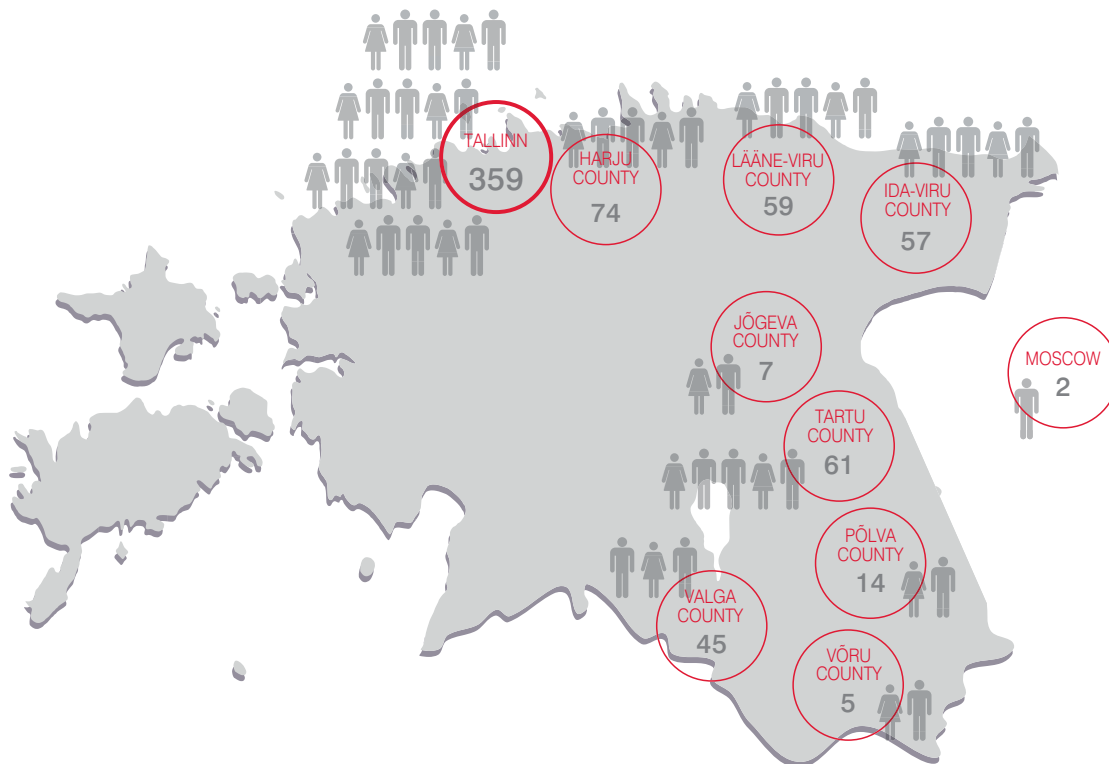 TALLINN
359
HARJU
COUNTY
74
LÄÄNE-VIRU
COUNTY
59
IDA-VIRU
COUNTY
57
JÕGEVA
COUNTY
7
MOSCOW
2
TARTU
COUNTY
61
PÕLVA
COUNTY
14
VALGA
COUNTY
45
VÕRU
COUNTY
5